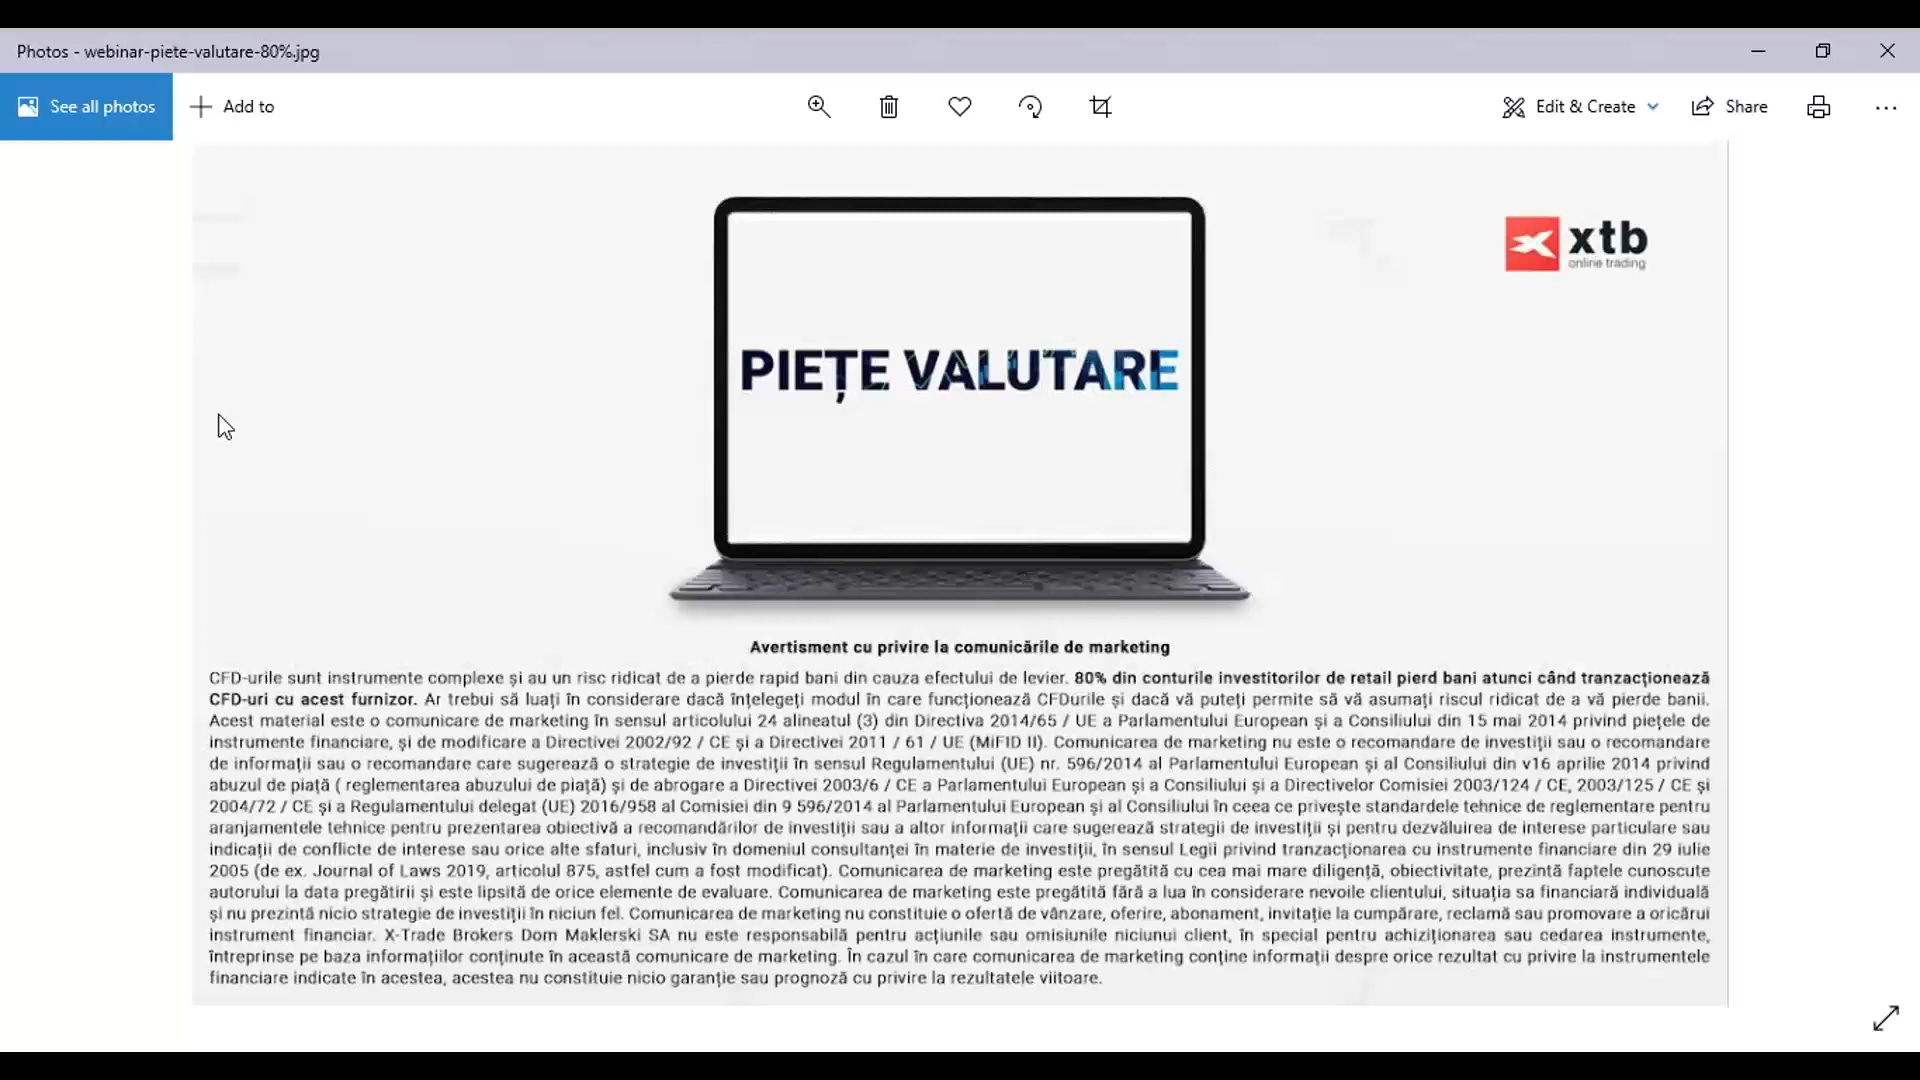 Photos - webinar-piete-valutare-80%.jpg
See all photos
Add to
Edit & Create
Share
xtb
online trading
PIEȚE VALUTARE
Avertisment cu privire la comunicările de marketing
CFD-urile sunt instrumente complexe și au un risc ridicat de a pierde rapid bani din cauza efectului de levier. 80% din conturile investitorilor de retail pierd bani atunci când tranzacționează
CFD-uri cu acest furnizor. Ar trebui să luați în considerare dacă înțelegeți modul în care funcționează CFDurile și dacă vă puteți permite să vă asumați riscul ridicat de a vă pierde banii.
Acest material este o comunicare de marketing în sensul articolului 24 alineatul (3) din Directiva 2014/65 / UE a Parlamentului European și a Consiliului din 15 mai 2014 privind piețele de
instrumente financiare, și de modificare a Directivei 2002/92 / CE și a Directivei 2011 / 61 / UE (MiFID II). Comunicarea de marketing nu este o recomandare de investiții sau o recomandare
de informații sau o recomandare care sugerează o strategie de investiții în sensul Regulamentului (UE) nr. 596/2014 al Parlamentului European și al Consiliului din v16 aprilie 2014 privind
abuzul de piață ( reglementarea abuzului de piață) și de abrogare a Directivei 2003/6 / CE a Parlamentului European și a Consiliului și a Directivelor Comisiei 2003/124 / CE, 2003/125 / CE și
2004/72 / CE și a Regulamentului delegat (UE) 2016/958 al Comisiei din 9 596/2014 al Parlamentului European și al Consiliului în ceea ce privește standardele tehnice de reglementare pentru
aranjamentele tehnice pentru prezentarea obiectivă a recomandărilor de investiții sau a altor informații care sugerează strategii de investiții și pentru dezvăluirea de interese particulare sau
indicații de conflicte de interese sau orice alte sfaturi, inclusiv în domeniul consultanței în materie de investiții, în sensul Legii privind tranzacționarea cu instrumente financiare din 29 iulie
2005 (de ex. Journal of Laws 2019, articolul 875, astfel cum a fost modificat). Comunicarea de marketing este pregătită cu cea mai mare diligență, obiectivitate, prezintă faptele cunoscute
autorului la data pregătirii și este lipsită de orice elemente de evaluare. Comunicarea de marketing este pregătită fără a lua în considerare nevoile clientului, situația sa financiară individuală
și nu prezintă nicio strategie de investiții în niciun fel. Comunicarea de marketing nu constituie o ofertă de vânzare, oferire, abonament, invitație la cumpărare, reclamă sau promovare a oricărui
instrument financiar. X-Trade Brokers Dom Maklerski SA nu este responsabilă pentru acțiunile sau omisiunile niciunui client, în special pentru achiziționarea sau cedarea instrumente,
întreprinse pe baza informațiilor conținute în această comunicare de marketing. În cazul în care comunicarea de marketing conține informații despre orice rezultat cu privire la instrumentele
financiare indicate în acestea, acestea nu constituie nicio garanție sau prognoză cu privire la rezultatele viitoare.